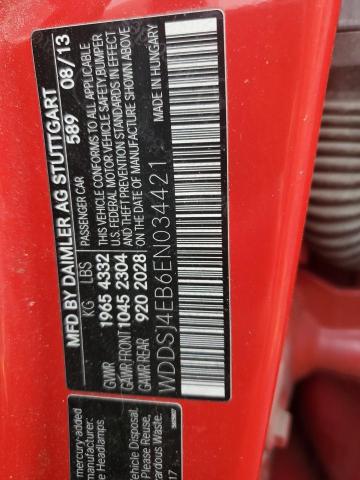 MFD BY DAIMLER AG STUTTGART
PASSENGER CAR 589 08/13
KG LBS
GVWR 1965 4332
GAWR FRONT 1045 2304
GAWR REAR 920 2028
THIS VEHICLE CONFORMS TO ALL APPLICABLE
U.S. FEDERAL MOTOR VEHICLE SAFETY,BUMPER
AND THEFT PREVENTION STANDARDS IN EFFECT
ON THE DATE OF MANUFACTURE SHOWN ABOVE
MADE IN HUNGARY
WDDSJ4EB6EN034421
mercury-added
manufacturer:
e Headlamps.
ehicle Disposal.
Please Reuse,
ardous Waste.
17